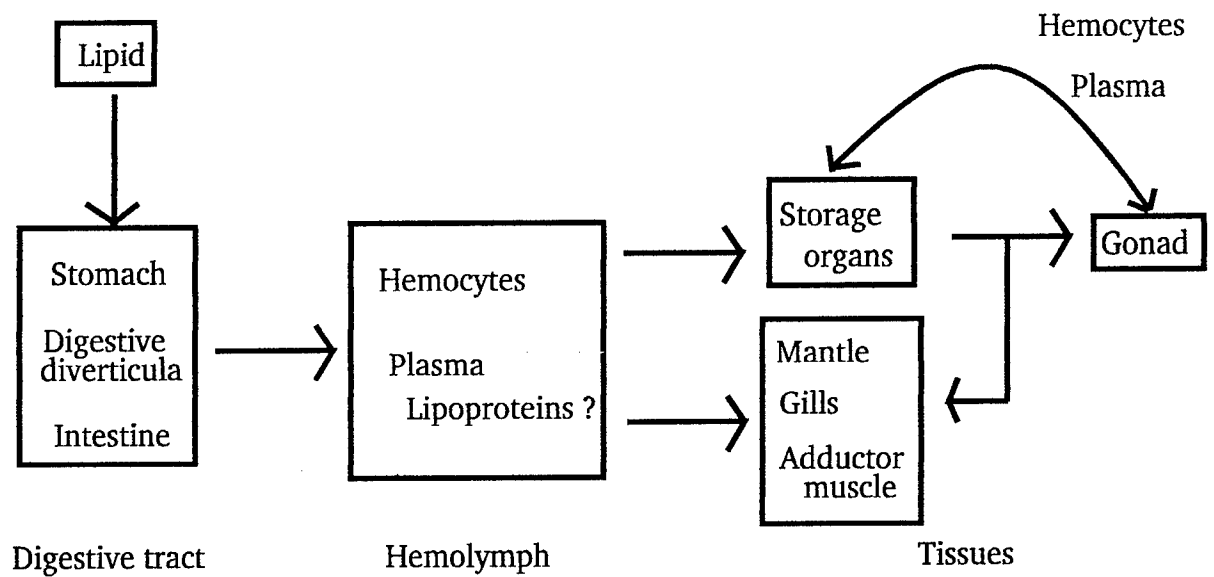 Lipid
Stomach
Digestive
diverticula
Intestine
Digestive tract
Hemocytes
Plasma
Lipoproteins ?
Hemolymph
Hemocytes
Plasma
Storage
organs
Gonad
Mantle
Gills
Adductor
muscle
Tissues